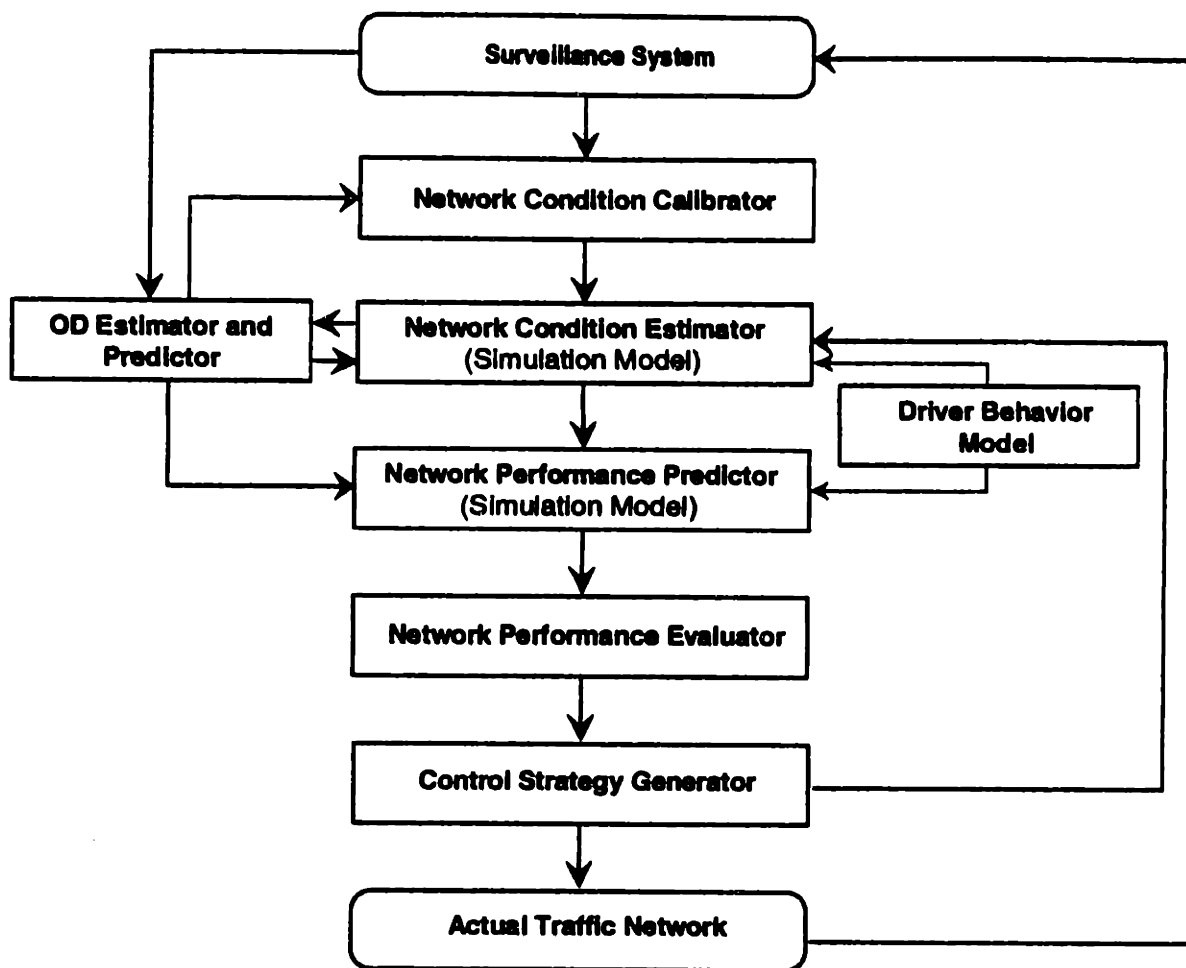 Surveillance System
Network Condition Calibrator
OD Estimator and
Predictor
Network Condition Estimator
(Simulation Model)
Driver Behavior
Model
Network Performance Predictor
(Simulation Model)
Network Performance Evaluator
Control Strategy Generator
Actual Traffic Network